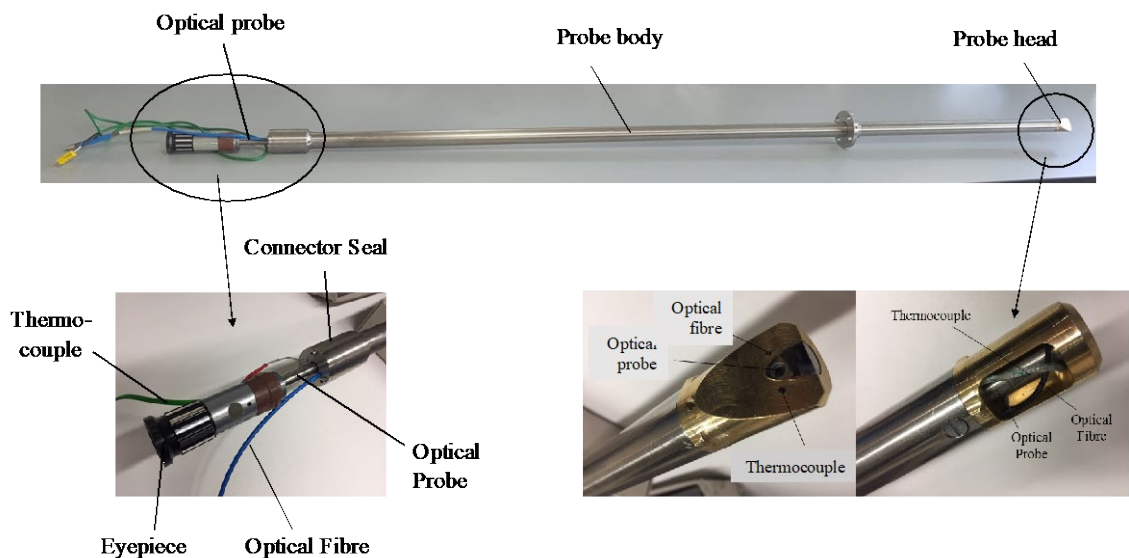 Optical probe
Probe body
Probe head
Connector Seal
Thermo-
couple
Optical
fibre
Optical
probe
Thermocouple
Thermocouple
Optical
Fibre
Optical
Probe
Optical
Probe
Eyepiece
Optical Fibre